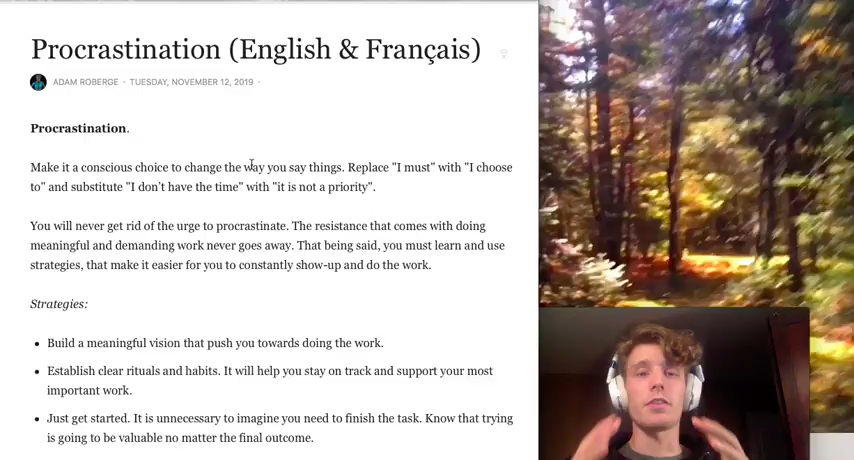 Procrastination (English & Français)
ADAM ROBERGE · TUESDAY, NOVEMBER 12, 2019 ·
Procrastination.
Make it a conscious choice to change the way you say things. Replace "I must" with "I choose
to" and substitute "I don't have the time" with "it is not a priority".
You will never get rid of the urge to procrastinate. The resistance that comes with doing
meaningful and demanding work never goes away. That being said, you must learn and use
strategies, that make it easier for you to constantly show-up and do the work.
Strategies:
• Build a meaningful vision that push you towards doing the work.
• Establish clear rituals and habits. It will help you stay on track and support your most
important work.
• Just get started. It is unnecessary to imagine you need to finish the task. Know that trying
is going to be valuable no matter the final outcome.